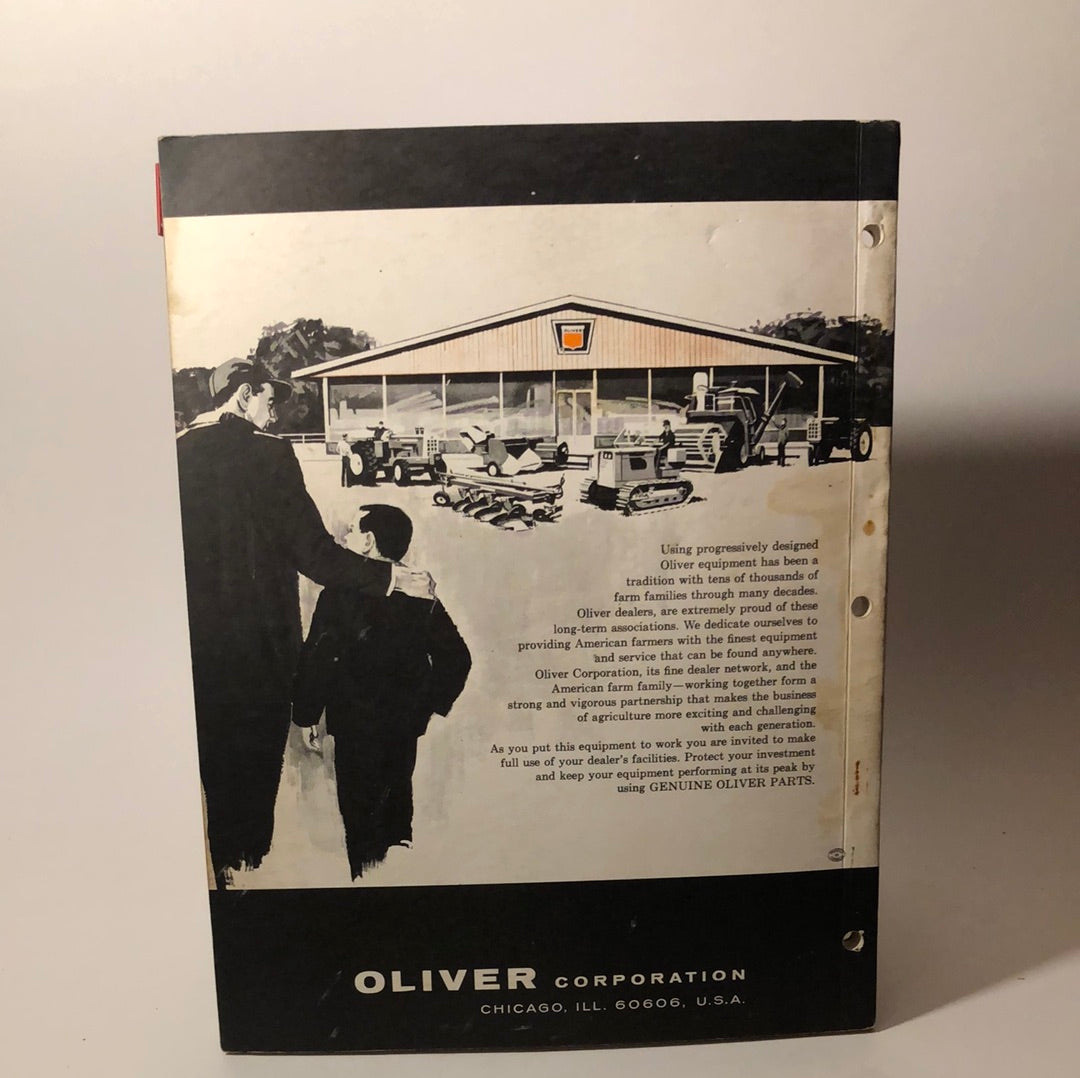 OLIVER
Using progressively designed
Oliver equipment has been a
tradition with tens of thousands of
farm families through many decades.
Oliver dealers, are extremely proud of these
long-term associations. We dedicate ourselves to
providing American farmers with the finest equipment
and service that can be found anywhere.
Oliver Corporation, its fine dealer network, and the
American farm family—working together form a
strong and vigorous partnership that makes the business
of agriculture more exciting and challenging
with each generation.
As you put this equipment to work you are invited to make
full use of your dealer's facilities. Protect your investment
and keep your equipment performing at its peak by
using GENUINE OLIVER PARTS.
OLIVER CORPORATION
CHICAGO, ILL. 60606, U.S.A.